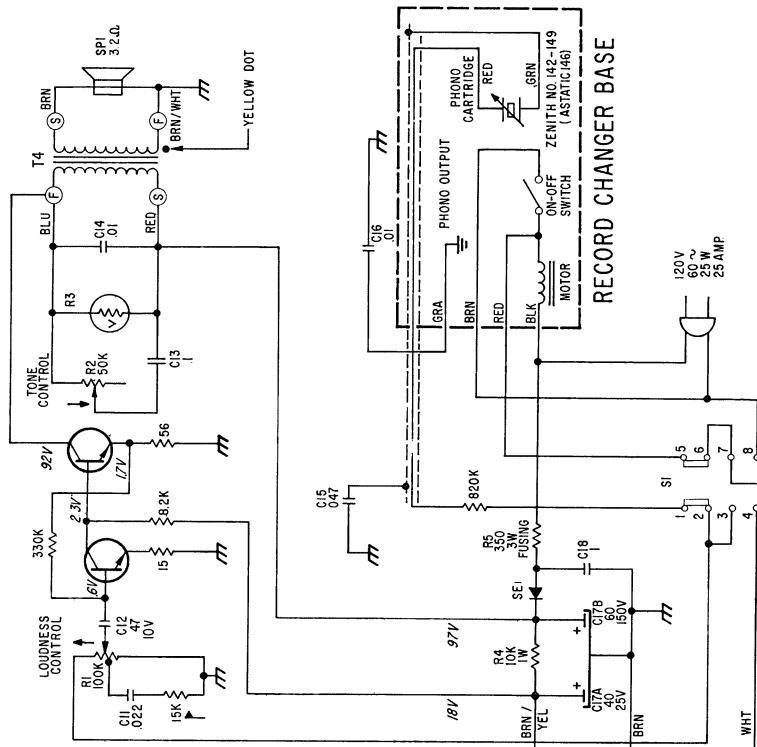 SP1
3.2Ω
BRN
S
F
BRN/WHT
YELLOW DOT
T4
F
S
BLU
RED
C14
.01
R3
V
TONE
CONTROL
R2
50K
C13
.1
92V
1.7V
56
2.3V
330K
8.2K
.6V
15
LOUDNESS
CONTROL
R1
100K
C12
47
10V
C11
.022
15K
18V
97V
C15
.047
820K
R5
350
3W
FUSING
C18
.1
SE1
R4
10K
1W
C17B
60
150V
C17A
40
25V
+
+
BRN/
YEL
BRN
WHT
S1
1
2
3
4
5
6
7
8
120V
60 ~
25 W
.25 AMP
C16
.01
PHONO OUTPUT
GRA
BRN
RED
BLK
MOTOR
ON-OFF
SWITCH
PHONO
CARTRIDGE
RED
GRN
ZENITH NO. 142-149
(ASTATIC 146)
RECORD CHANGER BASE